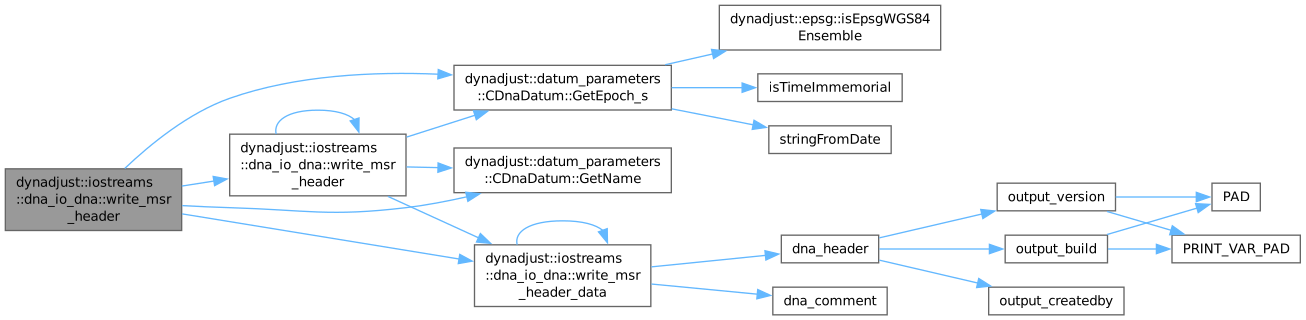 dynadjust::iostreams
::dna_io_dna::write_msr
_header
dynadjust::iostreams
::dna_io_dna::write_msr
_header
dynadjust::datum_parameters
::CDnaDatum::GetEpoch_s
dynadjust::epsg::isEpsgWGS84
Ensemble
isTimeImmemorial
stringFromDate
dynadjust::datum_parameters
::CDnaDatum::GetName
dynadjust::iostreams
::dna_io_dna::write_msr
_header_data
dna_header
dna_comment
output_version
output_build
output_createdby
PAD
PRINT_VAR_PAD